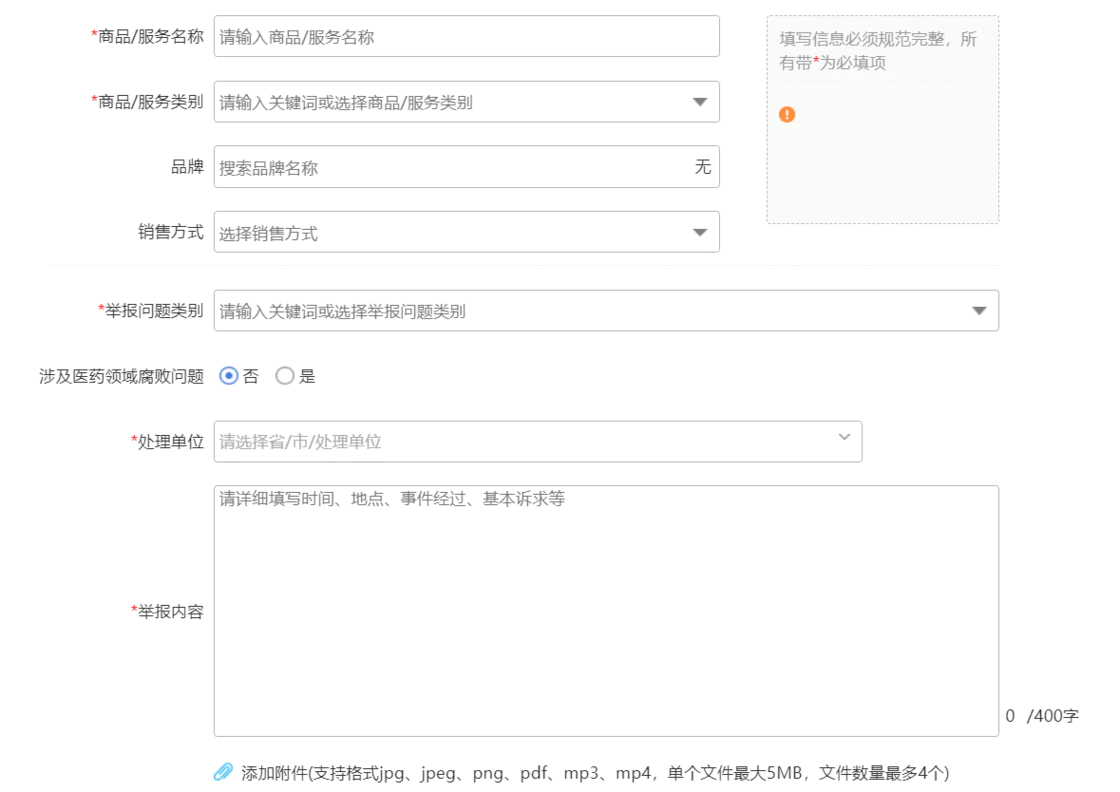 *商品/服务名称 请输入商品/服务名称
填写信息必须规范完整，所
有带*为必填项
*商品/服务类别 请输入关键词或选择商品/服务类别
品牌 搜索品牌名称 无
销售方式 选择销售方式
*举报问题类别 请输入关键词或选择举报问题类别
涉及医药领域腐败问题 否 是
*处理单位 请选择省/市/处理单位
请详细填写时间、地点、事件经过、基本诉求等
*举报内容
0 /400字
添加附件(支持格式jpg、jpeg、png、pdf、mp3、mp4，单个文件最大5MB，文件数量最多4个)